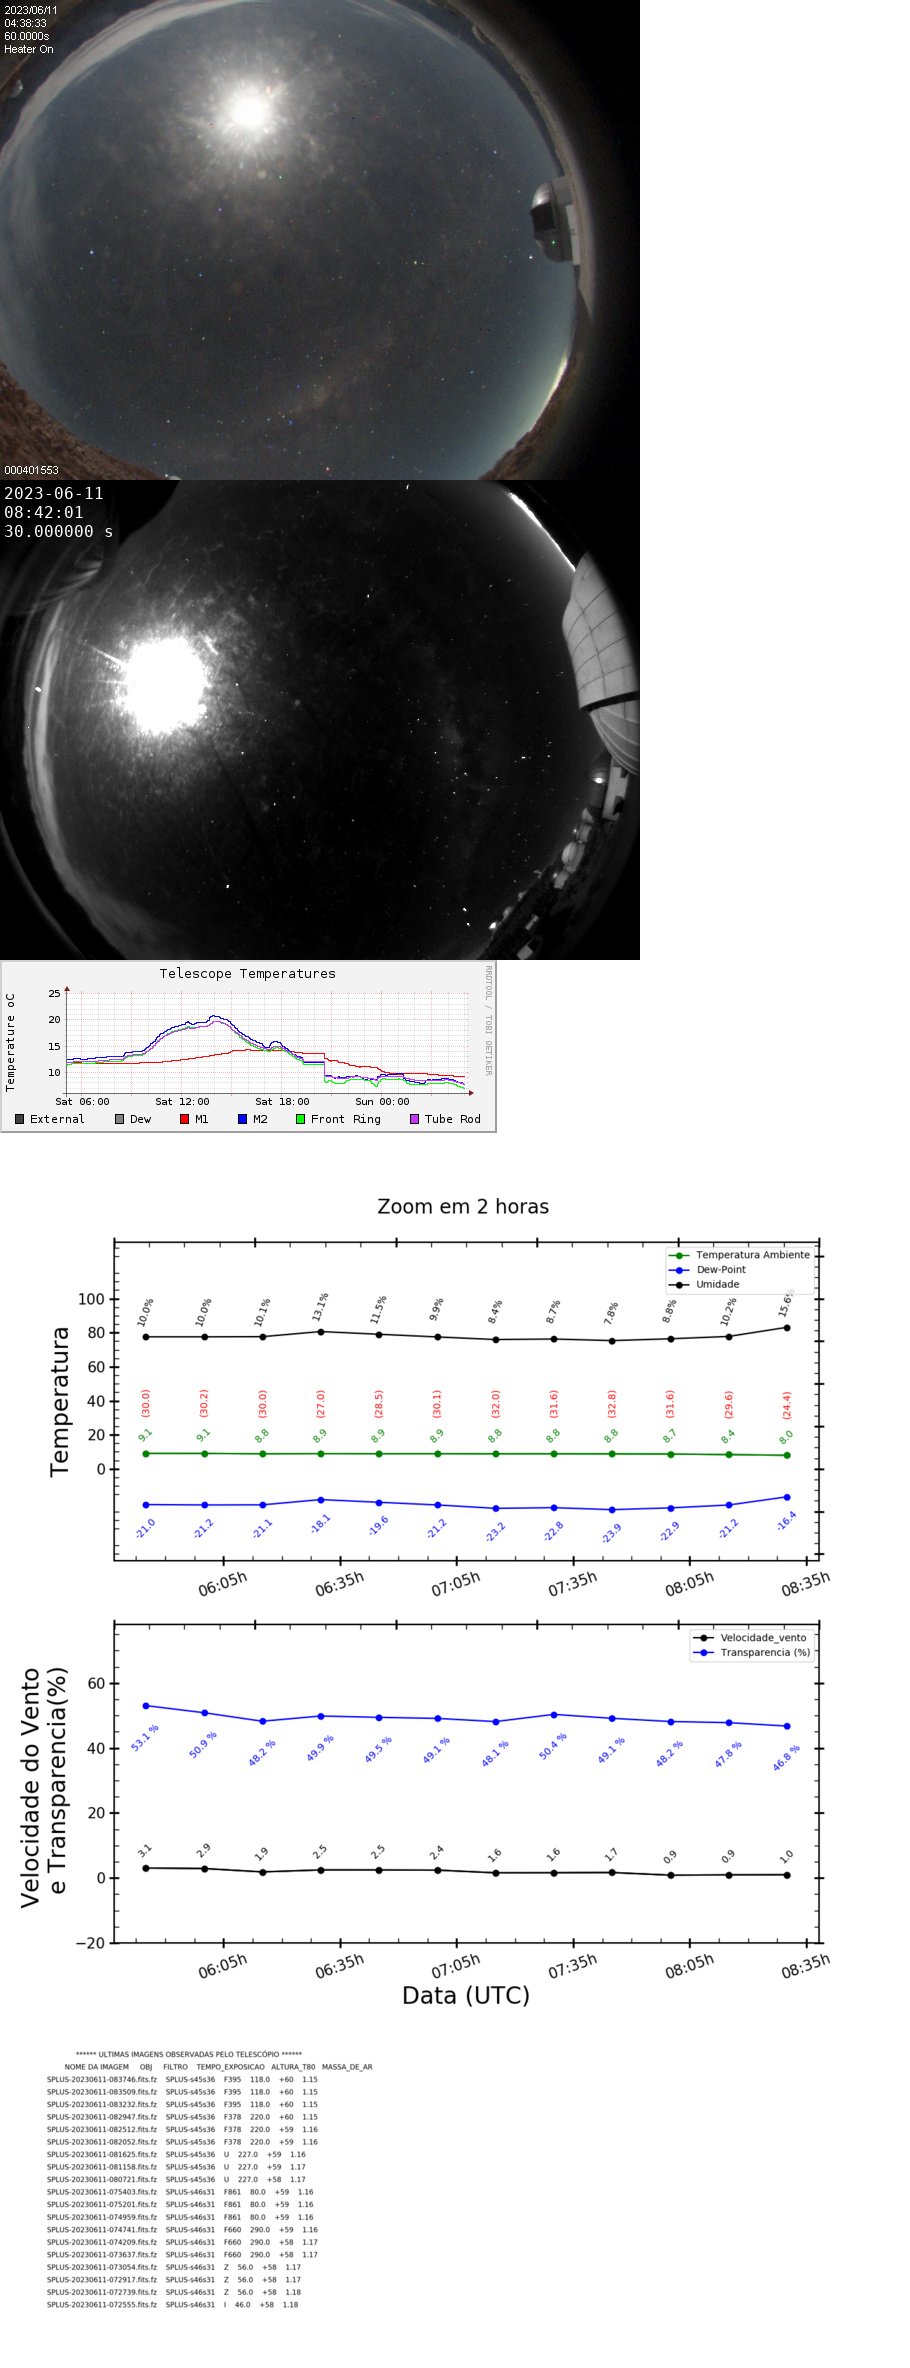 2023/06/11
04:38:33
60.0000s
Heater On
000401553
2023-06-11
08:42:01
30.000000 s
Telescope Temperatures
RRDTOOL / TOBI OETIKER
Temperature oC
25
20
15
10
Sat 06:00 Sat 12:00 Sat 18:00 Sun 00:00
External Dew M1 M2 Front Ring Tube Rod
Zoom em 2 horas
Temperatura Ambiente
Dew-Point
Umidade
Temperatura
100
80
60
40
20
0
10.0% 10.0% 10.1% 13.1% 11.5% 9.9% 8.4% 8.7% 7.8% 8.8% 10.2% 15.6%
(30.0) (30.2) (30.0) (27.0) (28.5) (30.1) (32.0) (31.6) (32.8) (31.6) (29.6) (24.4)
9.1 9.1 8.8 8.9 8.9 8.9 8.8 8.8 8.8 8.7 8.4 8.0
-21.0 -21.2 -21.1 -18.1 -19.6 -21.2 -23.2 -22.8 -23.9 -22.9 -21.2 -16.4
06:05h 06:35h 07:05h 07:35h 08:05h 08:35h
Velocidade_vento
Transparencia (%)
Velocidade do Vento
e Transparencia(%)
60
40
20
0
−20
53.1 % 50.9 % 48.2 % 49.9 % 49.5 % 49.1 % 48.1 % 50.4 % 49.1 % 48.2 % 47.8 % 46.8 %
3.1 2.9 1.9 2.5 2.5 2.4 1.6 1.6 1.7 0.9 0.9 1.0
06:05h 06:35h 07:05h 07:35h 08:05h 08:35h
Data (UTC)
****** ULTIMAS IMAGENS OBSERVADAS PELO TELESCÓPIO ******
NOME DA IMAGEM OBJ FILTRO TEMPO_EXPOSICAO ALTURA_T80 MASSA_DE_AR
SPLUS-20230611-083746.fits.fz SPLUS-s45s36 F395 118.0 +60 1.15
SPLUS-20230611-083509.fits.fz SPLUS-s45s36 F395 118.0 +60 1.15
SPLUS-20230611-083232.fits.fz SPLUS-s45s36 F395 118.0 +60 1.15
SPLUS-20230611-082947.fits.fz SPLUS-s45s36 F378 220.0 +60 1.15
SPLUS-20230611-082512.fits.fz SPLUS-s45s36 F378 220.0 +59 1.16
SPLUS-20230611-082052.fits.fz SPLUS-s45s36 F378 220.0 +59 1.16
SPLUS-20230611-081625.fits.fz SPLUS-s45s36 U 227.0 +59 1.16
SPLUS-20230611-081158.fits.fz SPLUS-s45s36 U 227.0 +59 1.17
SPLUS-20230611-080721.fits.fz SPLUS-s45s36 U 227.0 +58 1.17
SPLUS-20230611-075403.fits.fz SPLUS-s46s31 F861 80.0 +59 1.16
SPLUS-20230611-075201.fits.fz SPLUS-s46s31 F861 80.0 +59 1.16
SPLUS-20230611-074959.fits.fz SPLUS-s46s31 F861 80.0 +59 1.16
SPLUS-20230611-074741.fits.fz SPLUS-s46s31 F660 290.0 +59 1.16
SPLUS-20230611-074209.fits.fz SPLUS-s46s31 F660 290.0 +58 1.17
SPLUS-20230611-073637.fits.fz SPLUS-s46s31 F660 290.0 +58 1.17
SPLUS-20230611-073054.fits.fz SPLUS-s46s31 Z 56.0 +58 1.17
SPLUS-20230611-072917.fits.fz SPLUS-s46s31 Z 56.0 +58 1.17
SPLUS-20230611-072739.fits.fz SPLUS-s46s31 Z 56.0 +58 1.18
SPLUS-20230611-072555.fits.fz SPLUS-s46s31 I 46.0 +58 1.18